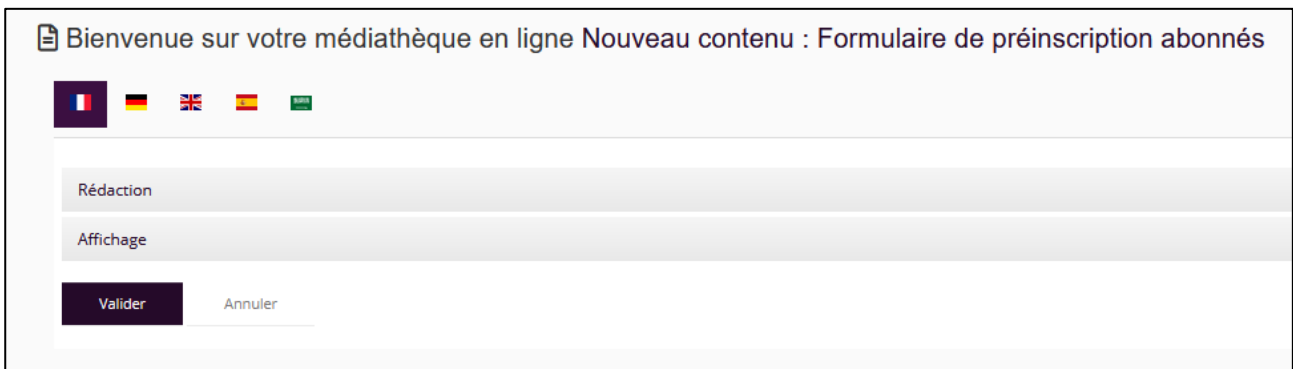 Bienvenue sur votre médiathèque en ligne Nouveau contenu : Formulaire de préinscription abonnés
Rédaction
Affichage
Valider Annuler